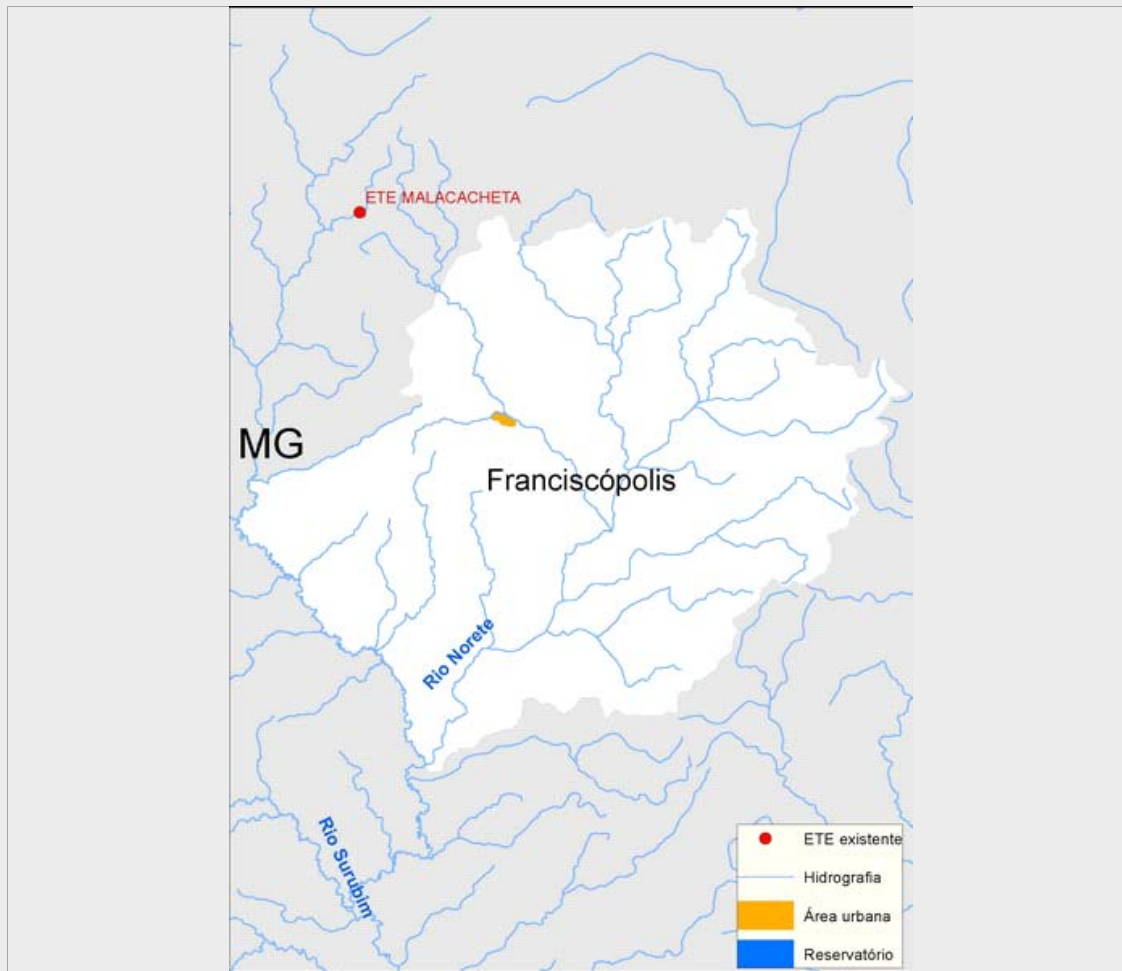 ETE MALACACHETA
MG
Franciscópolis
Rio Norete
Rio Surubim
ETE existente
Hidrografia
Área urbana
Reservatório